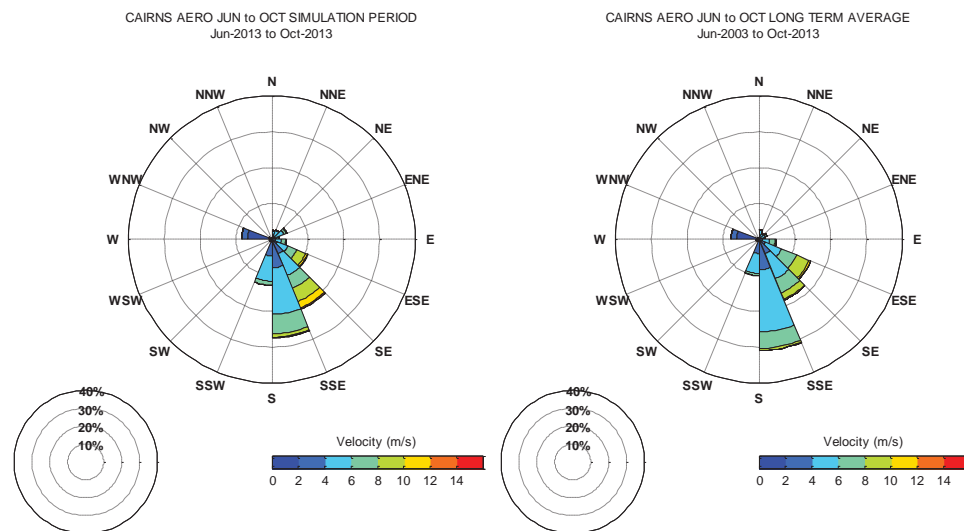 CAIRNS AERO JUN to OCT SIMULATION PERIOD
Jun-2013 to Oct-2013
N
NNW
NNE
NW
NE
WNW
ENE
W
E
WSW
ESE
SW
SE
SSW
SSE
S
40%
30%
20%
10%
Velocity (m/s)
0 2 4 6 8 10 12 14
CAIRNS AERO JUN to OCT LONG TERM AVERAGE
Jun-2003 to Oct-2013
N
NNW
NNE
NW
NE
WNW
ENE
W
E
WSW
ESE
SW
SE
SSW
SSE
S
40%
30%
20%
10%
Velocity (m/s)
0 2 4 6 8 10 12 14